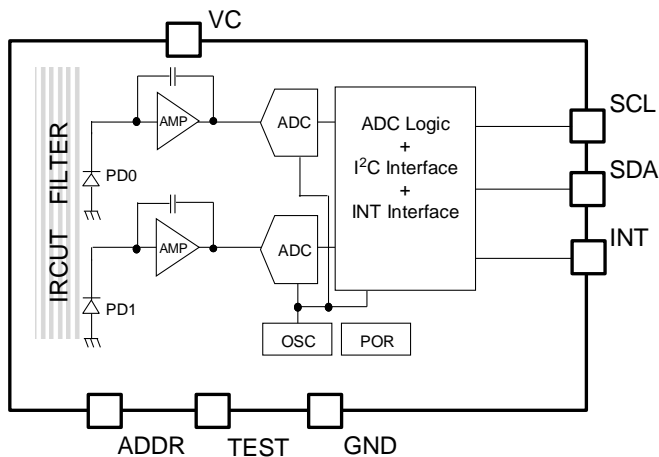 VC
IRCUT FILTER
AMP
ADC
PD0
AMP
ADC
PD1
ADC Logic
+
I²C Interface
+
INT Interface
OSC
POR
SCL
SDA
INT
ADDR
TEST
GND